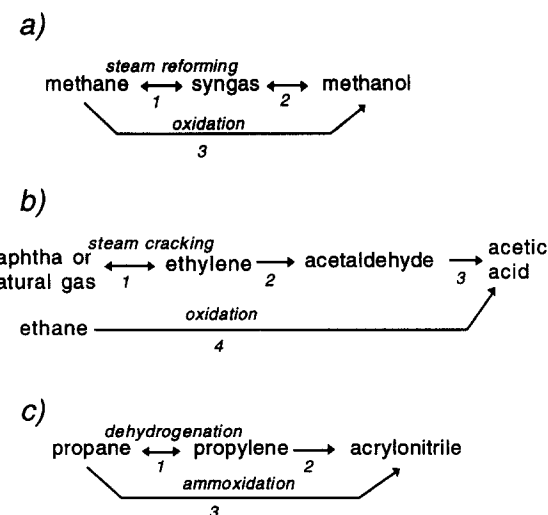 a)
steam reforming
methane syngas methanol
1 2
oxidation
3
b)
steam cracking
aphtha or ethylene acetaldehyde acetic
atural gas acid
1 2 3
oxidation
ethane
4
c)
dehydrogenation
propane propylene acrylonitrile
1 2
ammoxidation
3